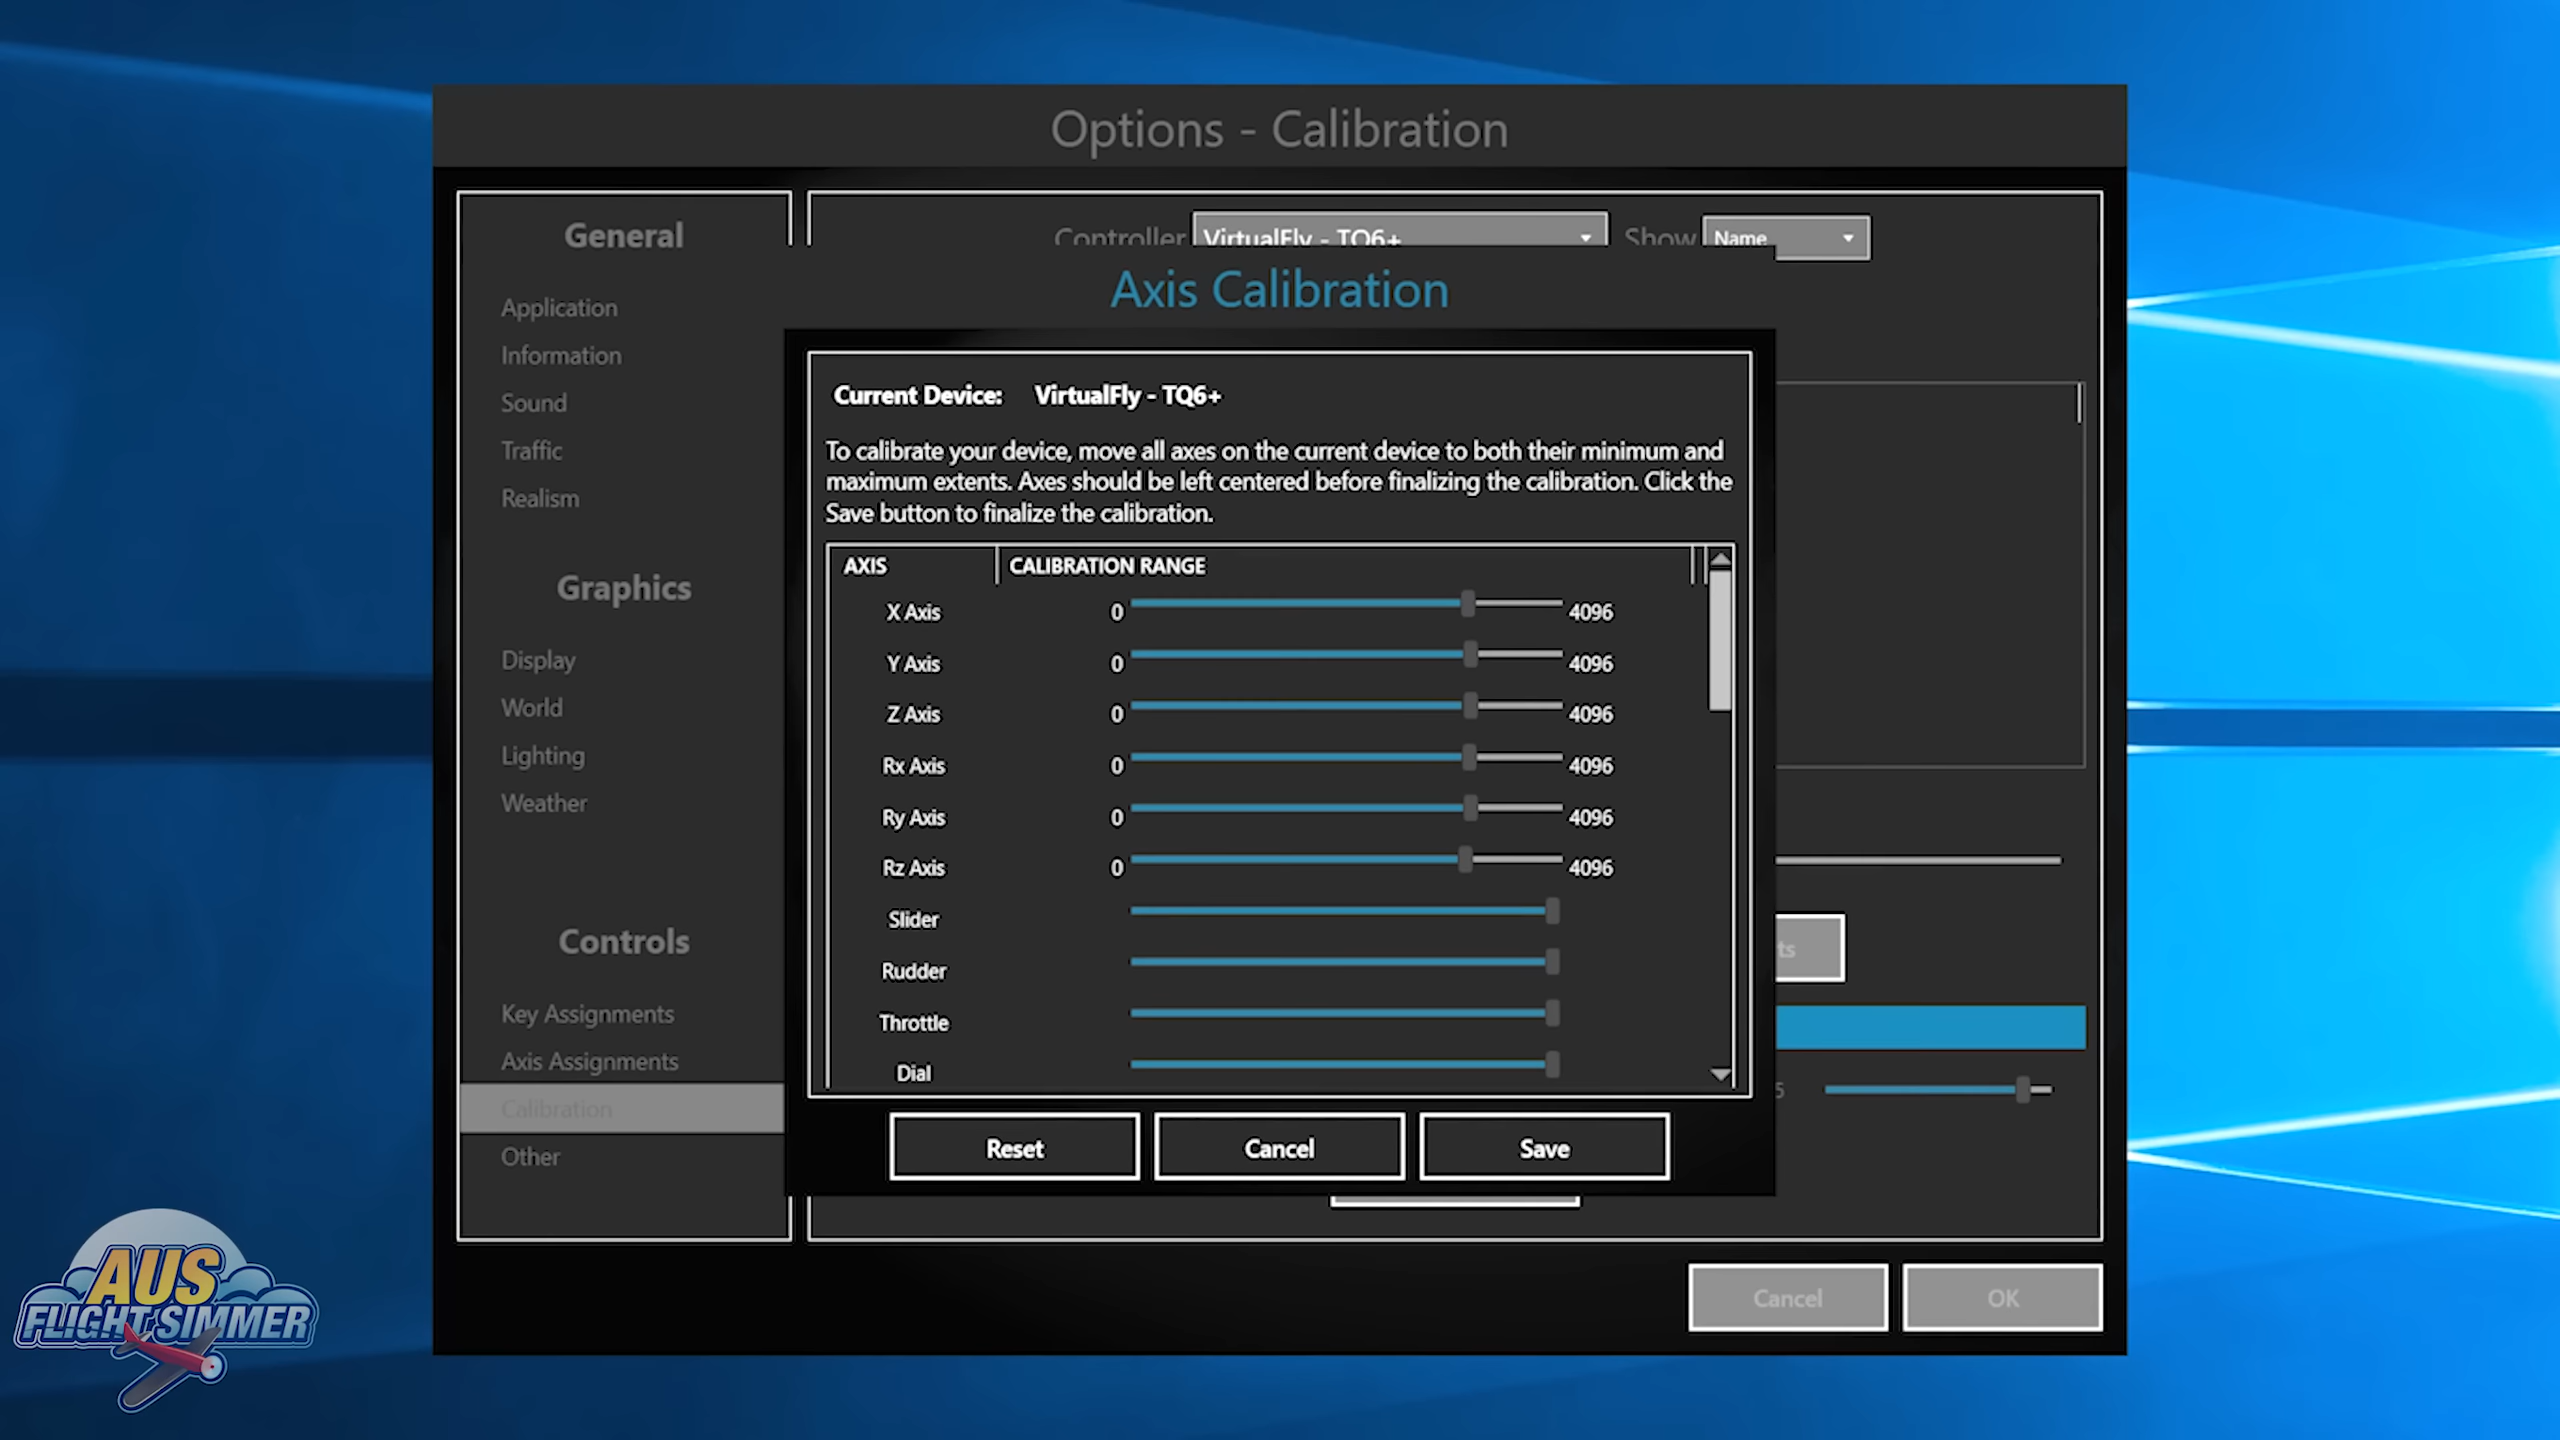 Options - Calibration
General
Application
Information
Sound
Traffic
Realism
Graphics
Display
World
Lighting
Weather
Controls
Key Assignments
Axis Assignments
Calibration
Other
Controller VirtualFly - TQ6+ Show Name
Axis Calibration
Current Device: VirtualFly - TQ6+
To calibrate your device, move all axes on the current device to both their minimum and
maximum extents. Axes should be left centered before finalizing the calibration. Click the
Save button to finalize the calibration.
AXIS CALIBRATION RANGE
X Axis 0 4096
Y Axis 0 4096
Z Axis 0 4096
Rx Axis 0 4096
Ry Axis 0 4096
Rz Axis 0 4096
Slider
Rudder
Throttle
Dial
Reset Cancel Save
ts
5
Cancel OK
AUS
FLIGHT SIMMER